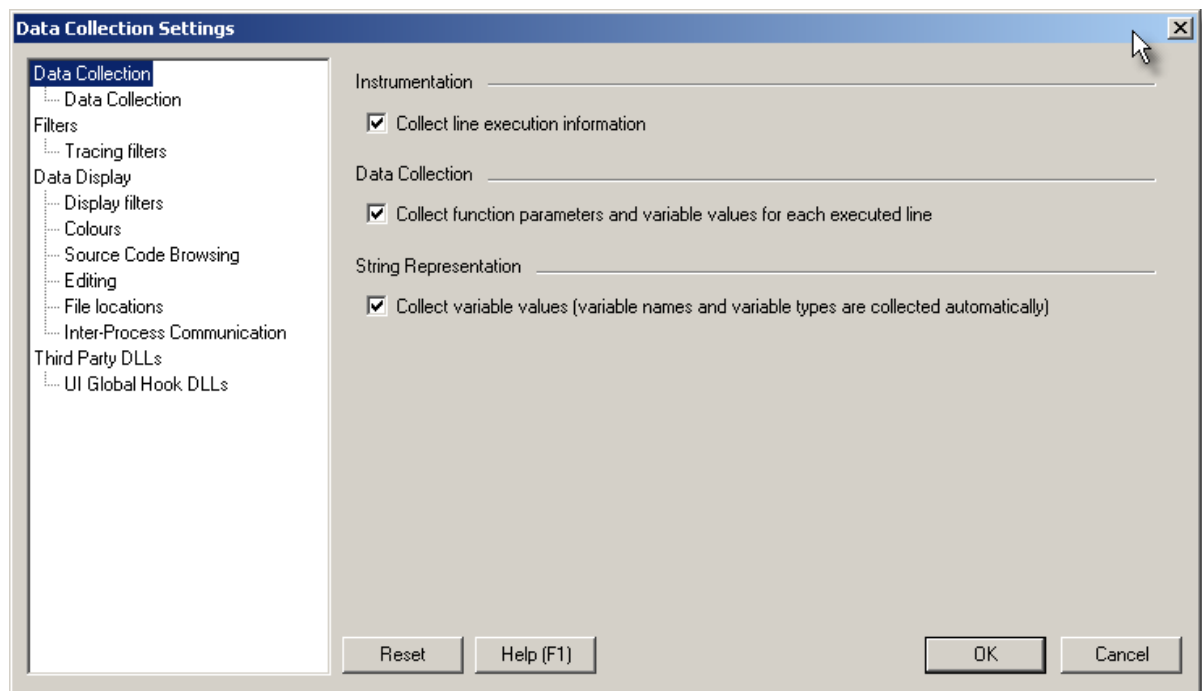 Data Collection Settings
Data Collection
Data Collection
Filters
Tracing filters
Data Display
Display filters
Colours
Source Code Browsing
Editing
File locations
Inter-Process Communication
Third Party DLLs
UI Global Hook DLLs
Instrumentation
Collect line execution information
Data Collection
Collect function parameters and variable values for each executed line
String Representation
Collect variable values (variable names and variable types are collected automatically)
Reset
Help (F1)
OK
Cancel